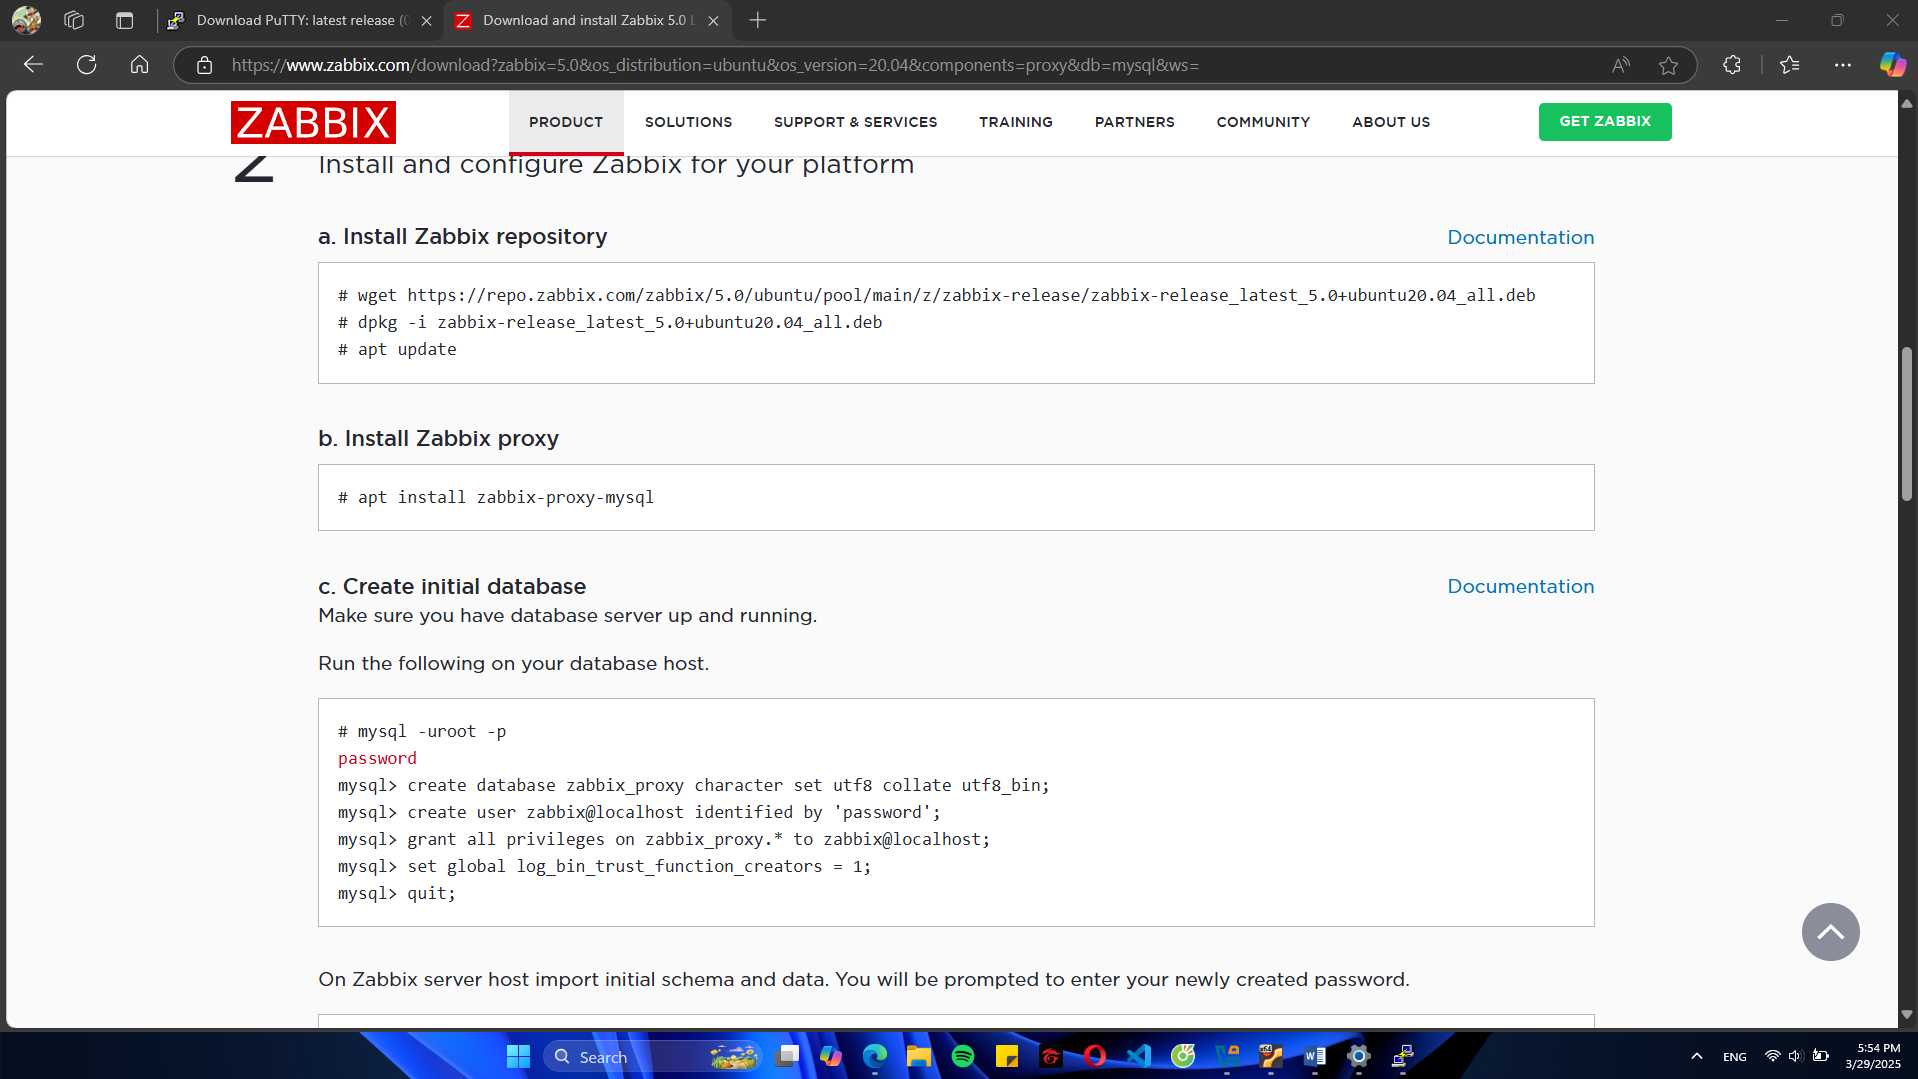 Download PuTTY: latest release (0
Download and install Zabbix 5.0 L
https://www.zabbix.com/download?zabbix=5.0&os_distribution=ubuntu&os_version=20.04&components=proxy&db=mysql&ws=
ZABBIX
PRODUCT
SOLUTIONS
SUPPORT & SERVICES
TRAINING
PARTNERS
COMMUNITY
ABOUT US
GET ZABBIX
2
Install and configure Zabbix for your platform
a. Install Zabbix repository
Documentation
# wget https://repo.zabbix.com/zabbix/5.0/ubuntu/pool/main/z/zabbix-release/zabbix-release_latest_5.0+ubuntu20.04_all.deb
# dpkg -i zabbix-release_latest_5.0+ubuntu20.04_all.deb
# apt update
b. Install Zabbix proxy
# apt install zabbix-proxy-mysql
c. Create initial database
Documentation
Make sure you have database server up and running.
Run the following on your database host.
# mysql -uroot -p
password
mysql> create database zabbix_proxy character set utf8 collate utf8_bin;
mysql> create user zabbix@localhost identified by 'password';
mysql> grant all privileges on zabbix_proxy.* to zabbix@localhost;
mysql> set global log_bin_trust_function_creators = 1;
mysql> quit;
On Zabbix server host import initial schema and data. You will be prompted to enter your newly created password.
Search
ENG
5:54 PM
3/29/2025